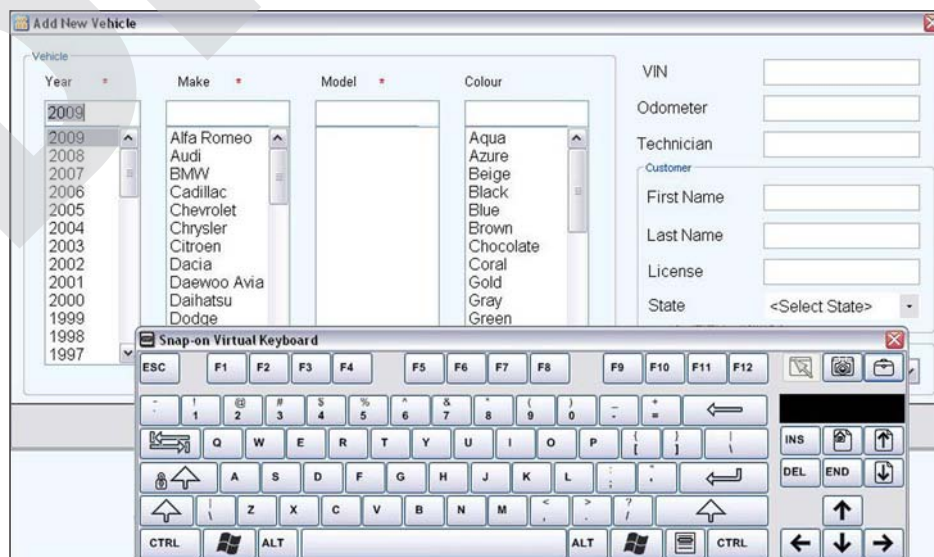 Add New Vehicle
Vehicle
Year * Make * Model * Colour
2009
2009
2008
2007
2006
2005
2004
2003
2002
2001
2000
1999
1998
1997
Alfa Romeo
Audi
BMW
Cadillac
Chevrolet
Chrysler
Citroen
Dacia
Daewoo Avia
Daihatsu
Dodge
Aqua
Azure
Beige
Black
Blue
Brown
Chocolate
Coral
Gold
Gray
Green
VIN
Odometer
Technician
Customer
First Name
Last Name
License
State <Select State>
Snap-on Virtual Keyboard
ESC F1 F2 F3 F4 F5 F6 F7 F8 F9 F10 F11 F12
! 1 @ 2 # 3 $ 4 % 5 ^ 6 & 7 * 8 ( 9 ) 0 _ - + =
Q W E R T Y U I O P { [ } ] | \ INS
A S D F G H J K L : ; DEL END
| \ Z X C V B N M < , > . ? /
CTRL ALT ALT CTRL